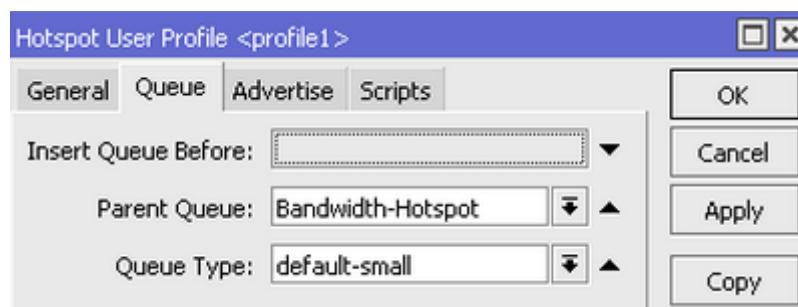 Hotspot User Profile <profile1>
General Queue Advertise Scripts
OK
Insert Queue Before:
Cancel
Parent Queue: Bandwidth-Hotspot
Apply
Queue Type: default-small
Copy